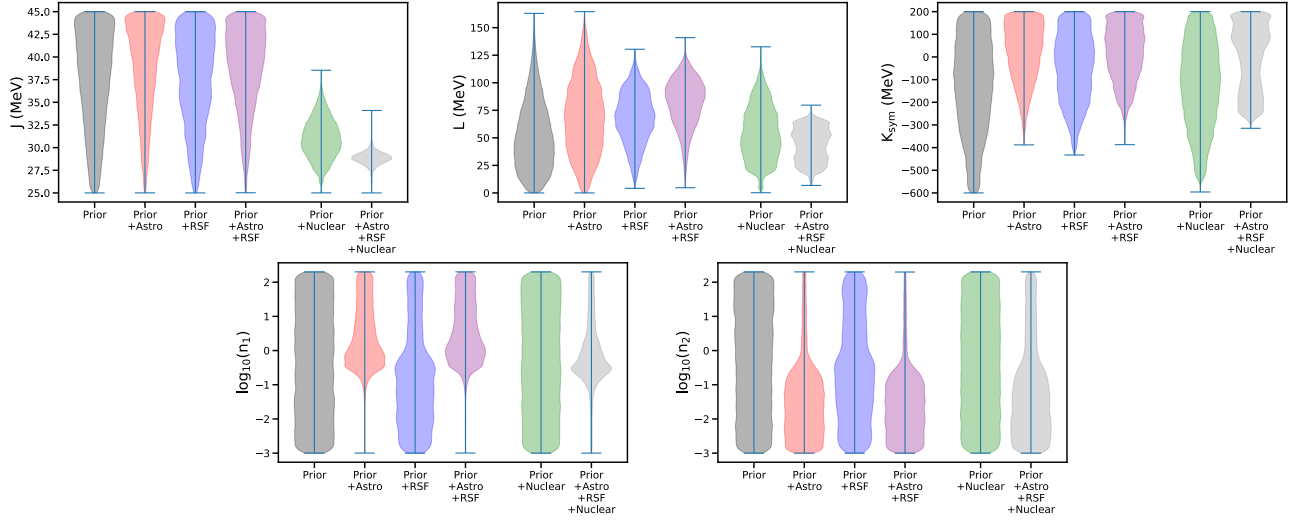 J (MeV)
45.0
42.5
40.0
37.5
35.0
32.5
30.0
27.5
25.0
Prior
Prior
+Astro
Prior
+RSF
Prior
+Astro
+RSF
Prior
+Nuclear
Prior
+Astro
+RSF
+Nuclear
L (MeV)
150
125
100
75
50
25
0
Prior
Prior
+Astro
Prior
+RSF
Prior
+Astro
+RSF
Prior
+Nuclear
Prior
+Astro
+RSF
+Nuclear
Ksym (MeV)
200
100
0
−100
−200
−300
−400
−500
−600
Prior
Prior
+Astro
Prior
+RSF
Prior
+Astro
+RSF
Prior
+Nuclear
Prior
+Astro
+RSF
+Nuclear
log10(n1)
2
1
0
−1
−2
−3
Prior
Prior
+Astro
Prior
+RSF
Prior
+Astro
+RSF
Prior
+Nuclear
Prior
+Astro
+RSF
+Nuclear
log10(n2)
2
1
0
−1
−2
−3
Prior
Prior
+Astro
Prior
+RSF
Prior
+Astro
+RSF
Prior
+Nuclear
Prior
+Astro
+RSF
+Nuclear